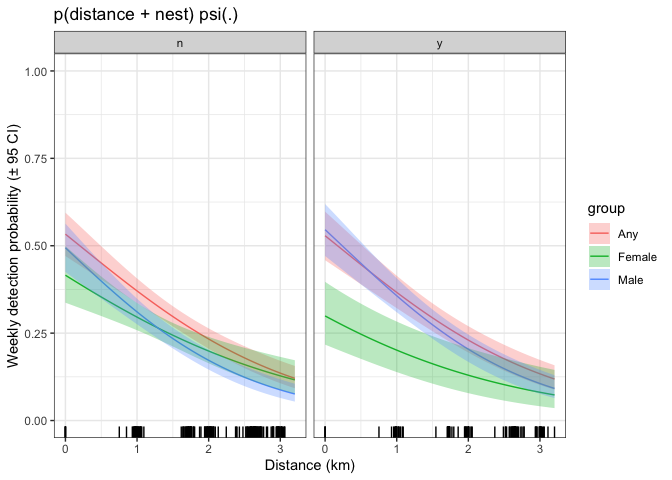 p(distance + nest) psi(.)
n
y
1.00
0.75
0.50
0.25
0.00
Weekly detection probability (± 95 CI)
0
1
2
3
0
1
2
3
Distance (km)
group
Any
Female
Male